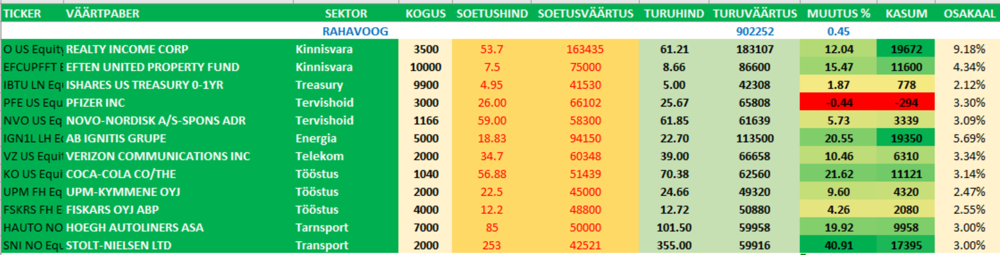 TICKER VÄÄRTPABER SEKTOR KOGUS SOETUSHIND SOETUSVÄÄRTUS TURUHIND TURUVÄÄRTUS MUUTUS % KASUM OSAKAAL
RAHAVOOG 902252 0.45
O US Equity REALTY INCOME CORP Kinnisvara 3500 53.7 163435 61.21 183107 12.04 19672 9.18%
EFCUPFFT E EFTEN UNITED PROPERTY FUND Kinnisvara 10000 7.5 75000 8.66 86600 15.47 11600 4.34%
IBTU LN Equ ISHARES US TREASURY 0-1YR Treasury 9900 4.95 41530 5.00 42308 1.87 778 2.12%
PFE US Equ PFIZER INC Tervishoid 3000 26.00 66102 25.67 65808 -0.44 -294 3.30%
NVO US Eq NOVO-NORDISK A/S-SPONS ADR Tervishoid 1166 59.00 58300 61.85 61639 5.73 3339 3.09%
IGN1L LH Eq AB IGNITIS GRUPE Energia 5000 18.83 94150 22.70 113500 20.55 19350 5.69%
VZ US Equit VERIZON COMMUNICATIONS INC Telekom 2000 34.7 60348 39.00 66658 10.46 6310 3.34%
KO US Equi COCA-COLA CO/THE Tööstus 1040 56.88 51439 70.38 62560 21.62 11121 3.14%
UPM FH Eq UPM-KYMMENE OYJ Tööstus 2000 22.5 45000 24.66 49320 9.60 4320 2.47%
FSKRS FH E FISKARS OYJ ABP Tööstus 4000 12.2 48800 12.72 50880 4.26 2080 2.55%
HAUTO NO HOEGH AUTOLINERS ASA Tarnsport 7000 85 50000 101.50 59958 19.92 9958 3.00%
SNI NO Equ STOLT-NIELSEN LTD Transport 2000 253 42521 355.00 59916 40.91 17395 3.00%